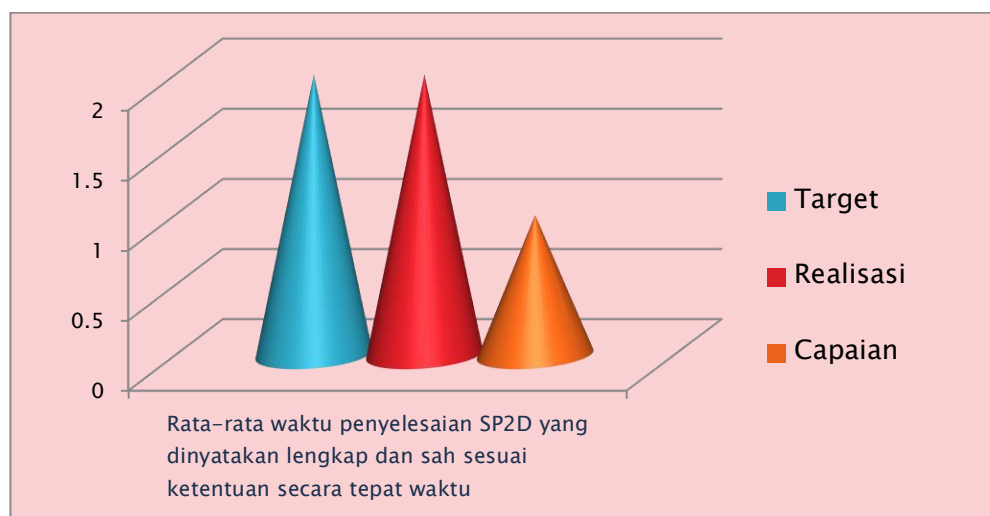 2
1.5
1
0.5
0
Rata-rata waktu penyelesaian SP2D yang
dinyatakan lengkap dan sah sesuai
ketentuan secara tepat waktu
Target
Realisasi
Capaian